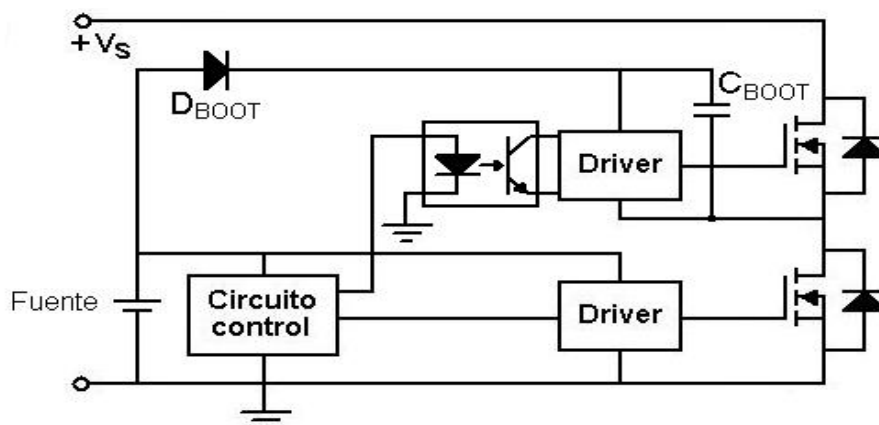 + VS
DBOOT
CBOOT
Driver
Fuente
Circuito
control
Driver